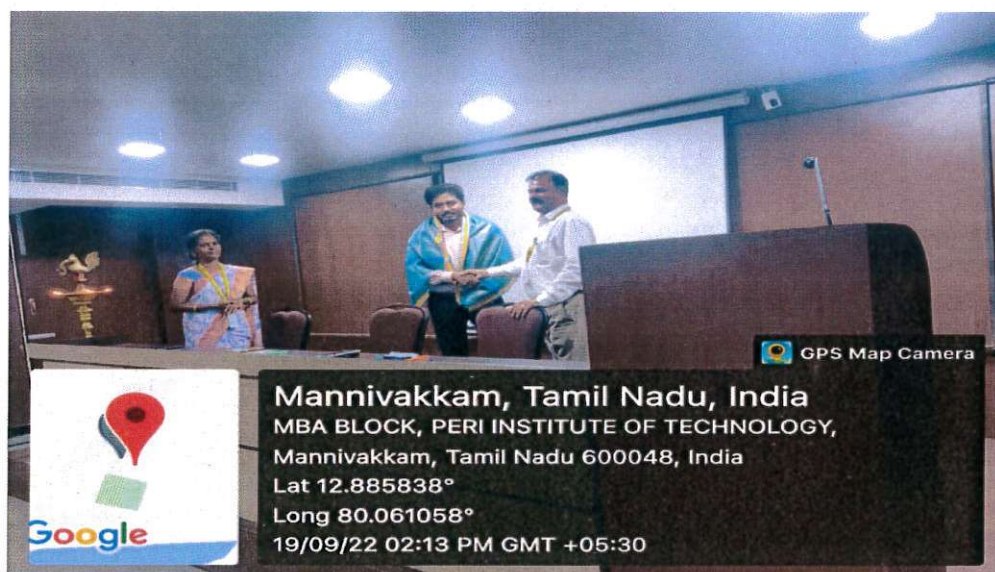 GPS Map Camera
Mannivakkam, Tamil Nadu, India
MBA BLOCK, PERI INSTITUTE OF TECHNOLOGY,
Mannivakkam, Tamil Nadu 600048, India
Lat 12.885838°
Long 80.061058°
19/09/22 02:13 PM GMT +05:30
Google